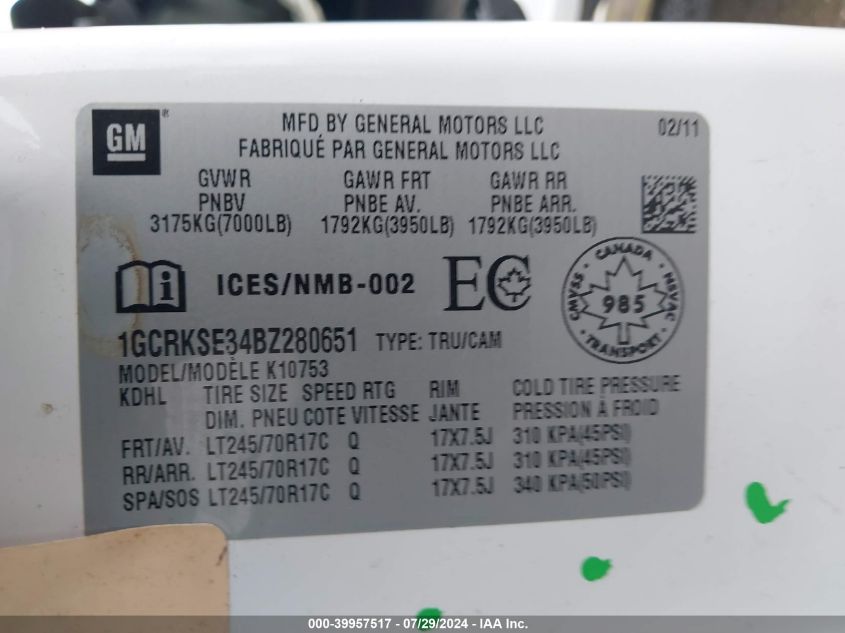 GM®
MFD BY GENERAL MOTORS LLC 02/11
FABRIQUÉ PAR GENERAL MOTORS LLC
GVWR GAWR FRT GAWR RR
PNBV PNBE AV. PNBE ARR.
3175KG(7000LB) 1792KG(3950LB) 1792KG(3950LB)
i ICES/NMB-002 EC
CANADA
CMVSS 985 NSVAC
1GCRKSE34BZ280651 TYPE: TRU/CAM
MODEL/MODÈLE K10753
KDHL TIRE SIZE SPEED RTG RIM COLD TIRE PRESSURE
DIM. PNEU COTE VITESSE JANTE PRESSION À FROID
FRT/AV. LT245/70R17C Q 17X7.5J 310 KPA(45PSI)
RR/ARR. LT245/70R17C Q 17X7.5J 310 KPA(45PSI)
SPA/SOS LT245/70R17C Q 17X7.5J 340 KPA(50PSI)
000-39957517 / 07/29/2024 - IAA Inc.